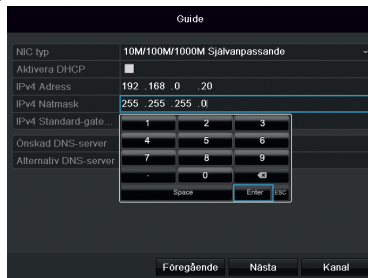 Guide
NIC typ 10M/100M/1000M Självanpassande
Aktivera DHCP
IPv4 Adress 192 .168 .0 .20
IPv4 Nätmask 255 .255 .255 .0
IPv4 Standard-gate...
Önskad DNS-server
Alternativ DNS-server
1 2 3
4 5 6
7 8 9
. 0
Space Enter ESC
Föregående Nästa Kanal